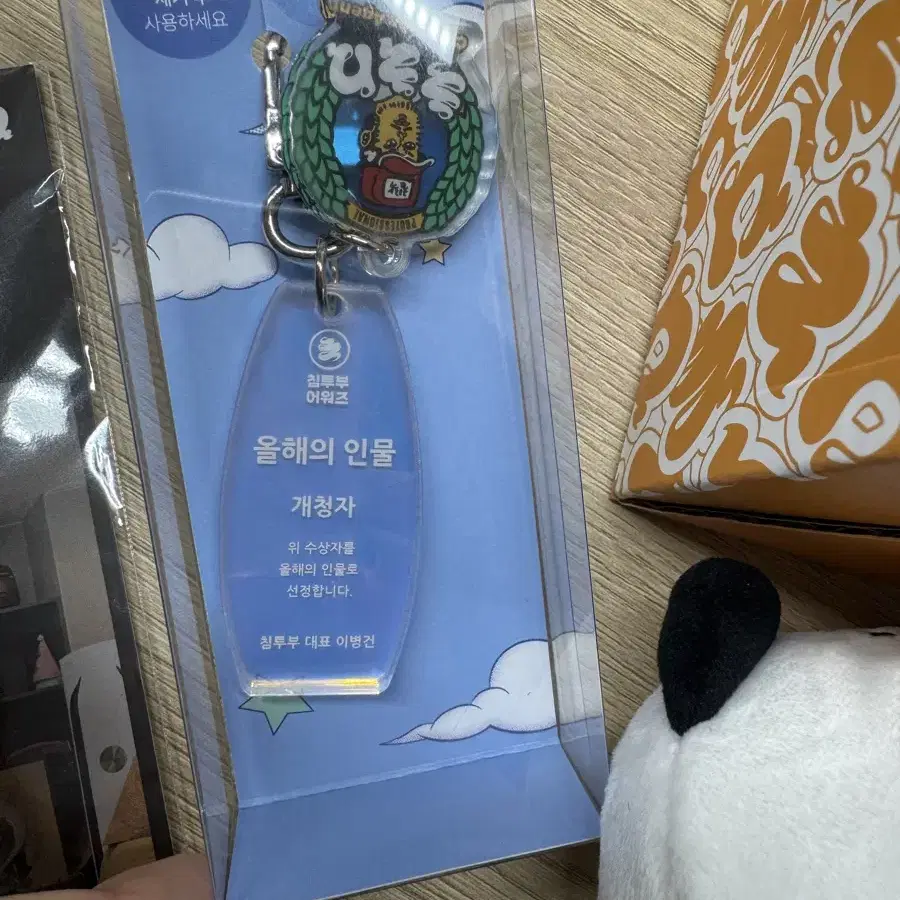 사용하세요
PROFESSIONAL
침투부
어워즈
올해의 인물
개청자
위 수상자를
올해의 인물로
선정합니다.
침투부 대표 이병건